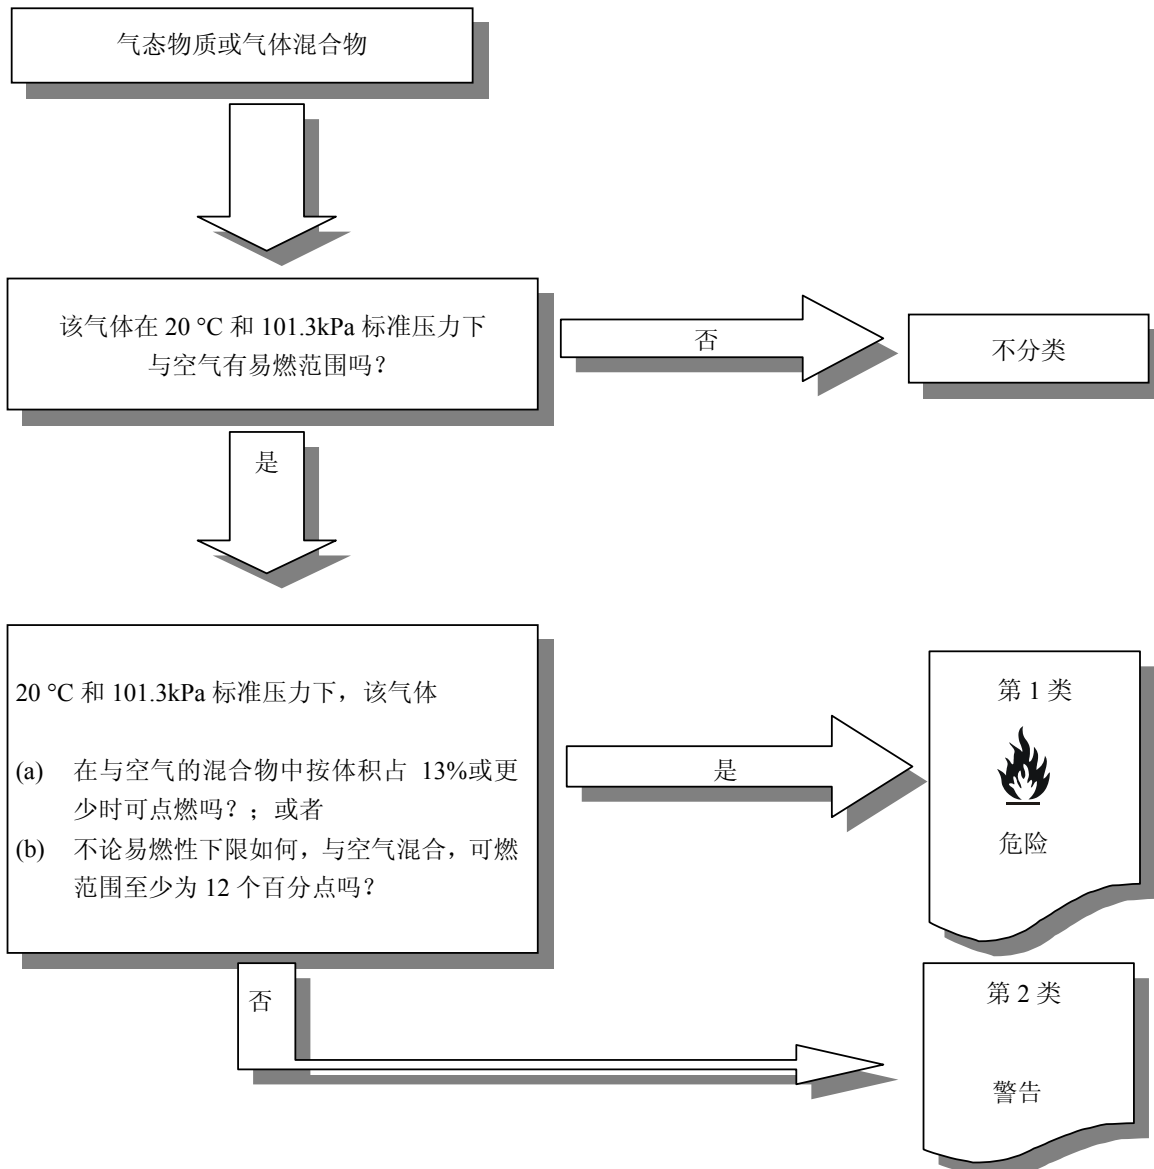 气态物质或气体混合物
该气体在 20 °C 和 101.3kPa 标准压力下
与空气有易燃范围吗？
否
不分类
是
20 °C 和 101.3kPa 标准压力下，该气体
(a) 在与空气的混合物中按体积占 13%或更
少时可点燃吗？；或者
(b) 不论易燃性下限如何，与空气混合，可燃
范围至少为 12 个百分点吗？
是
第 1 类
危险
否
第 2 类
警告